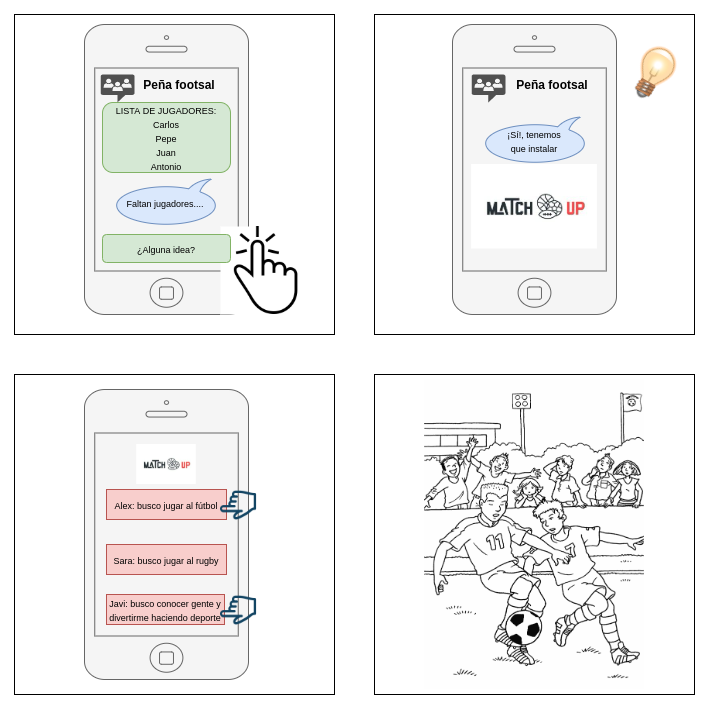 Peña footsal
LISTA DE JUGADORES:
Carlos
Pepe
Juan
Antonio
Faltan jugadores....
¿Alguna idea?
Peña footsal
¡Sí!, tenemos
que instalar
MATCH UP
MATCH UP
Alex: busco jugar al fútbol
Sara: busco jugar al rugby
Javi: busco conocer gente y
divertirme haciendo deporte
11
7